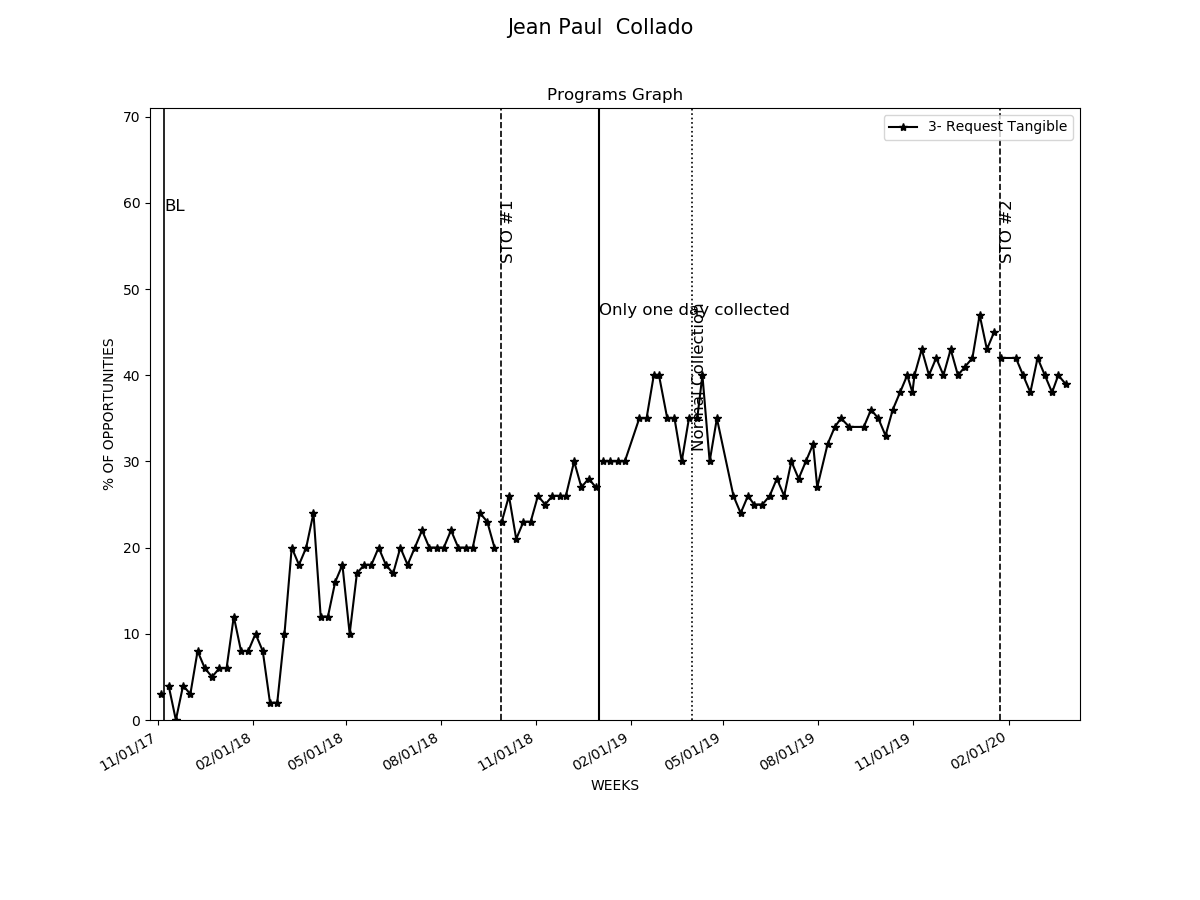 Jean Paul  Collado
Programs Graph
3- Request Tangible
BL
STO #1
STO #2
Only one day collected
Normal Collection
% OF OPPORTUNITIES
70
60
50
40
30
20
10
0
11/01/17
02/01/18
05/01/18
08/01/18
11/01/18
02/01/19
05/01/19
08/01/19
11/01/19
02/01/20
WEEKS